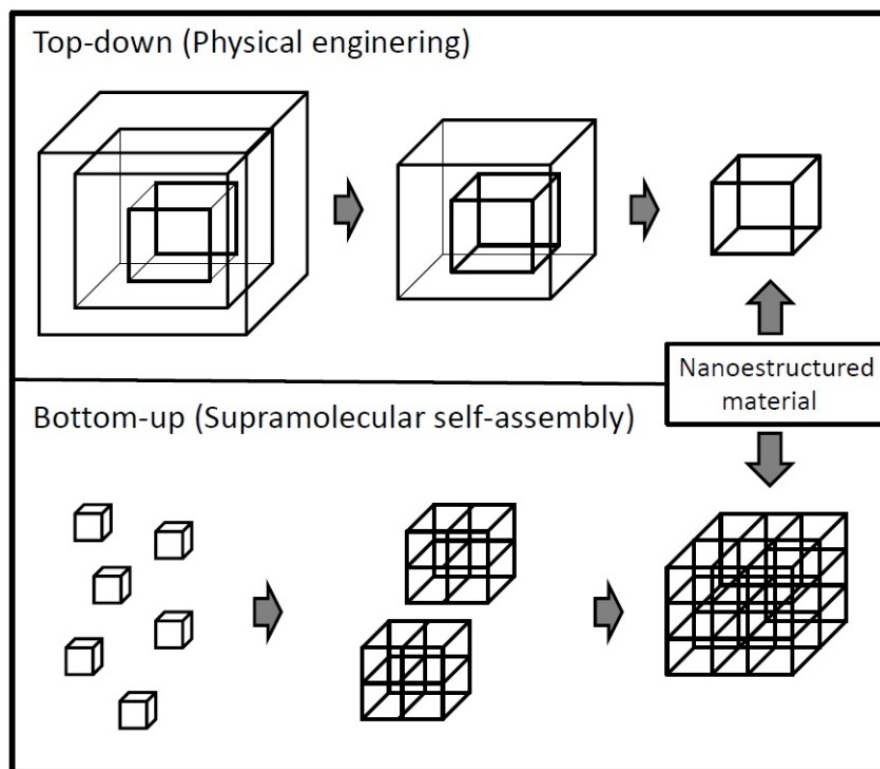 Top-down (Physical enginering)
Nanoestructured
material
Bottom-up (Supramolecular self-assembly)